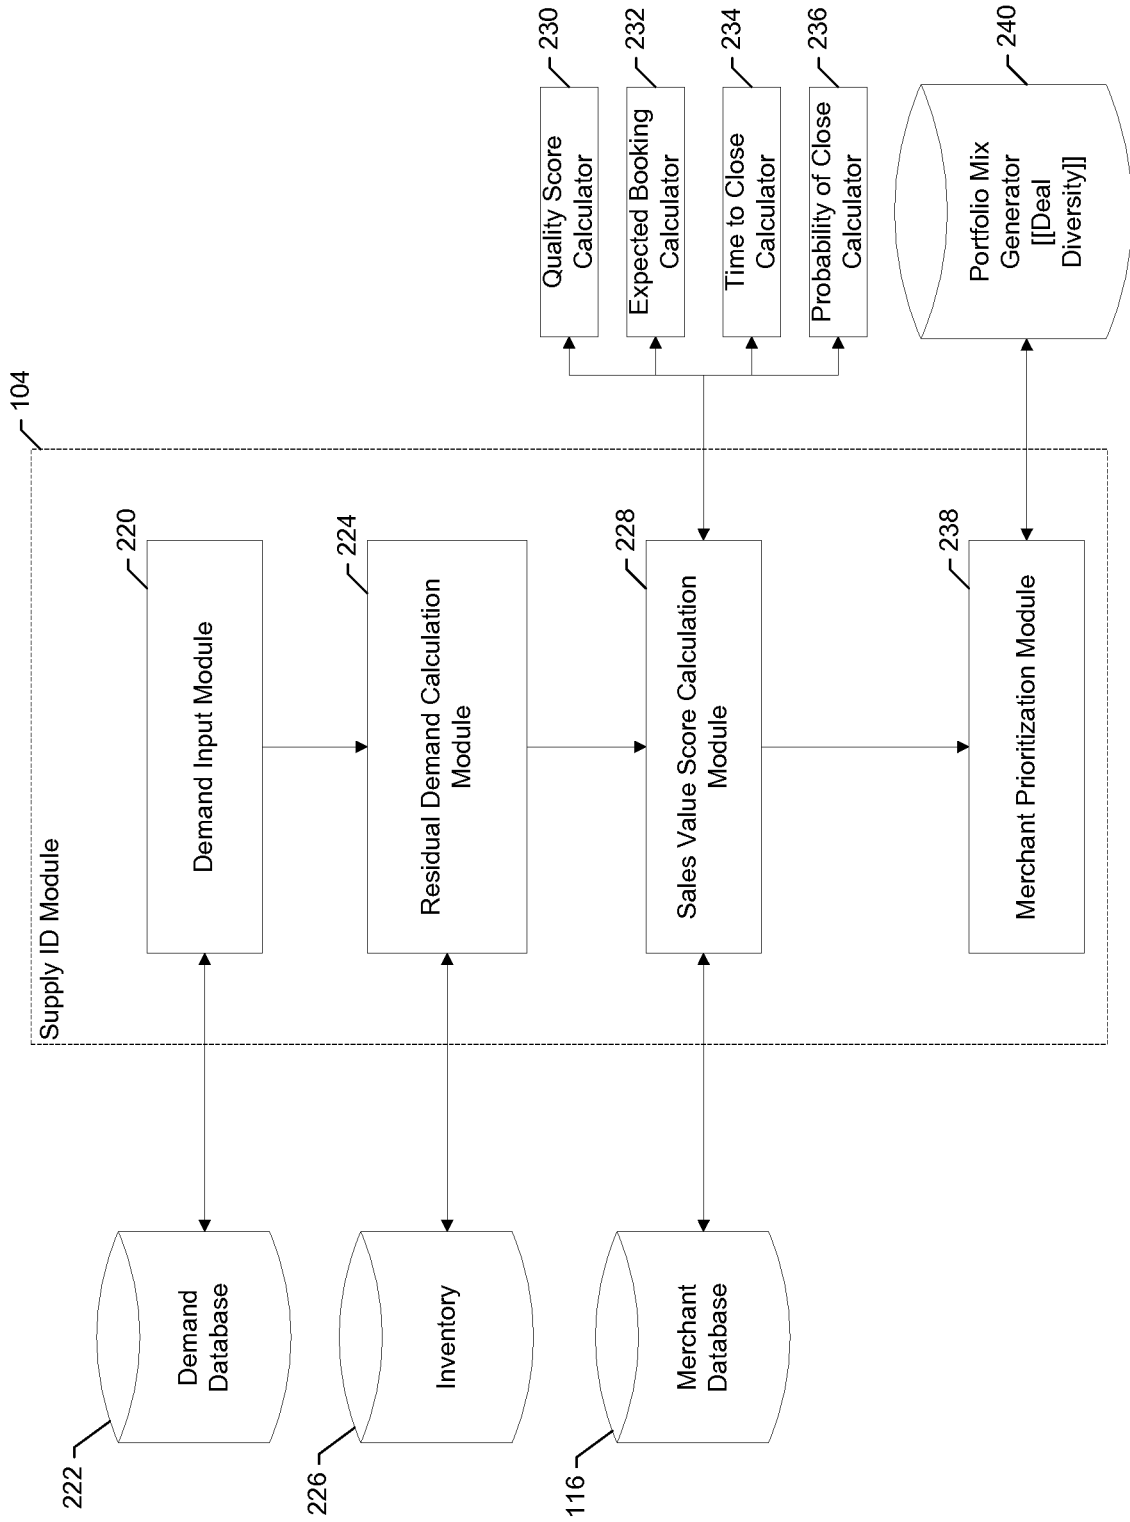 Supply ID Module
104
222
Demand
Database
Demand Input Module
220
226
Inventory
Residual Demand Calculation
Module
224
116
Merchant
Database
Sales Value Score Calculation
Module
228
Quality Score
Calculator
230
Expected Booking
Calculator
232
Time to Close
Calculator
234
Probability of Close
Calculator
236
Merchant Prioritization Module
238
Portfolio Mix
Generator
[[Deal
Diversity]]
240